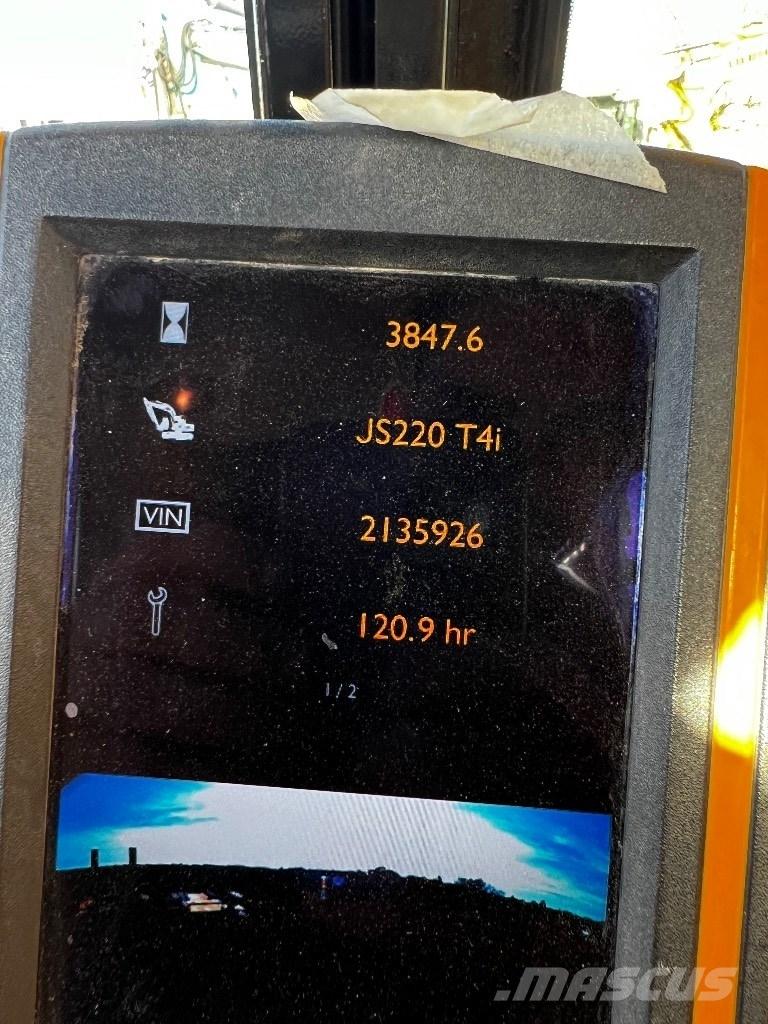 3847.6
JS220 T4i
VIN 2135926
120.9 hr
1/2
.MASCUS